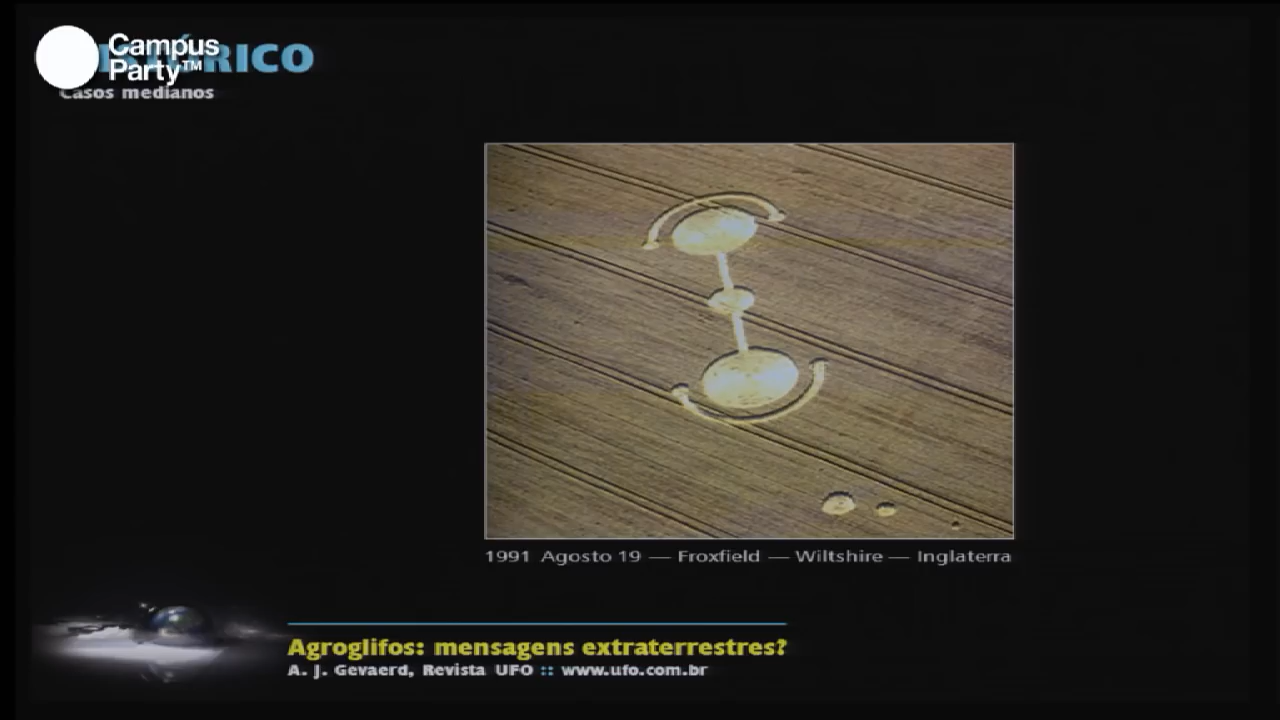 Campus
Party™
Casos medianos
1991 Agosto 19 — Froxfield — Wiltshire — Inglaterra
Agroglifos: mensagens extraterrestres?
A. J. Gevaerd, Revista UFO :: www.ufo.com.br